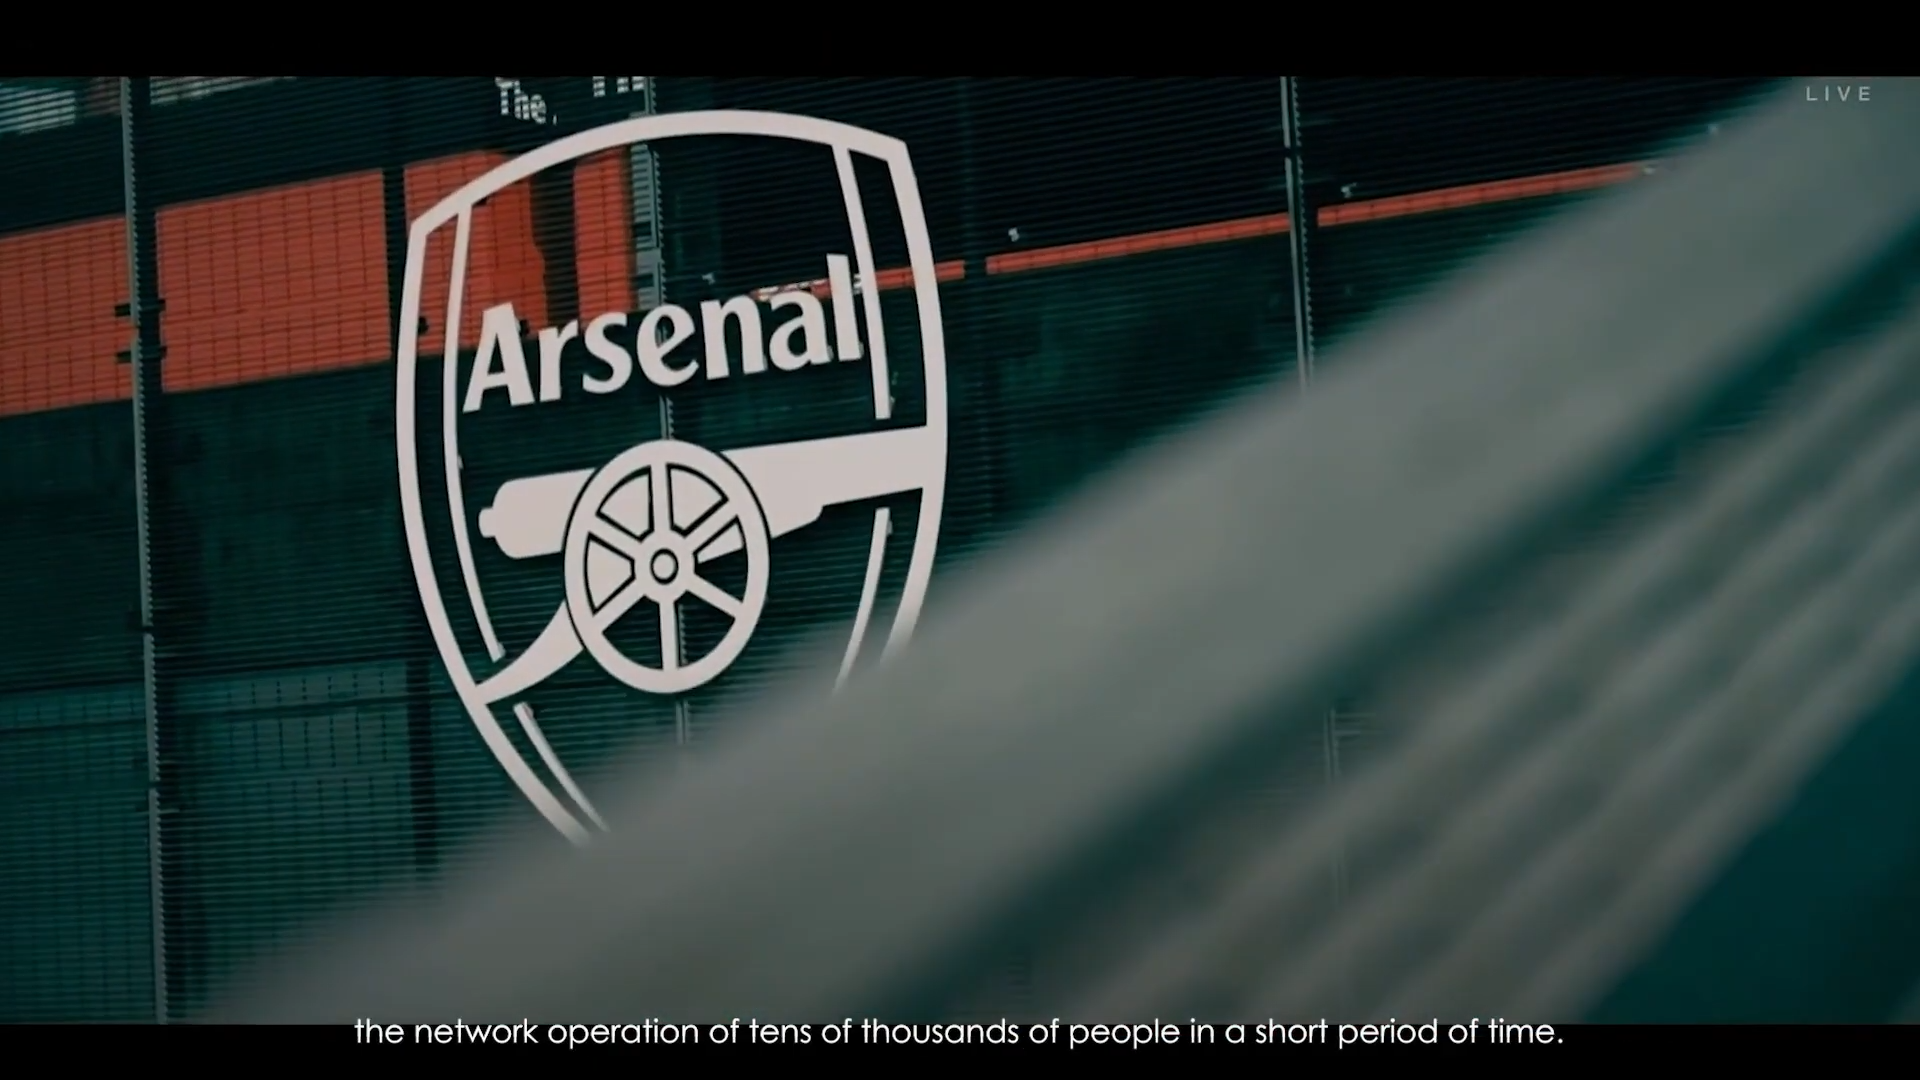 The
LIVE
Arsenal
the network operation of tens of thousands of people in a short period of time.